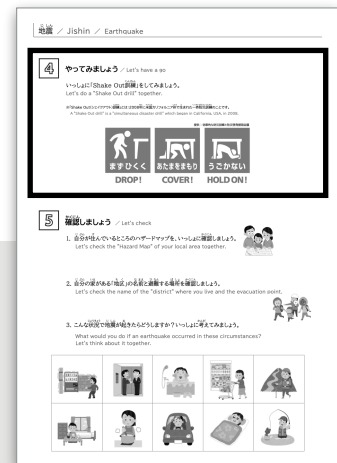 地震 / Jishin / Earthquake
4 やってみましょう / Let's have a go
いっしょに「Shake Out訓練」をしてみましょう。
Let's do a "Shake Out drill" together.
A "Shake Out drill" is a "simultaneous disaster drill" which began in California, USA, in 2008.
まずひくく あたまをまもり うごかない
DROP! COVER! HOLD ON!
5 確認しましょう / Let's check
1. 自分が住んでいるところのハザードマップを、いっしょに確認しましょう。
Let's check the "Hazard Map" of your local area together.
2. 自分の家がある「地区」の名前と避難する場所を確認しましょう。
Let's check the name of the "district" where you live and the evacuation point.
3. こんな状況で地震が起きたらどうしますか？いっしょに考えてみましょう。
What would you do if an earthquake occurred in these circumstances?
Let's think about it together.